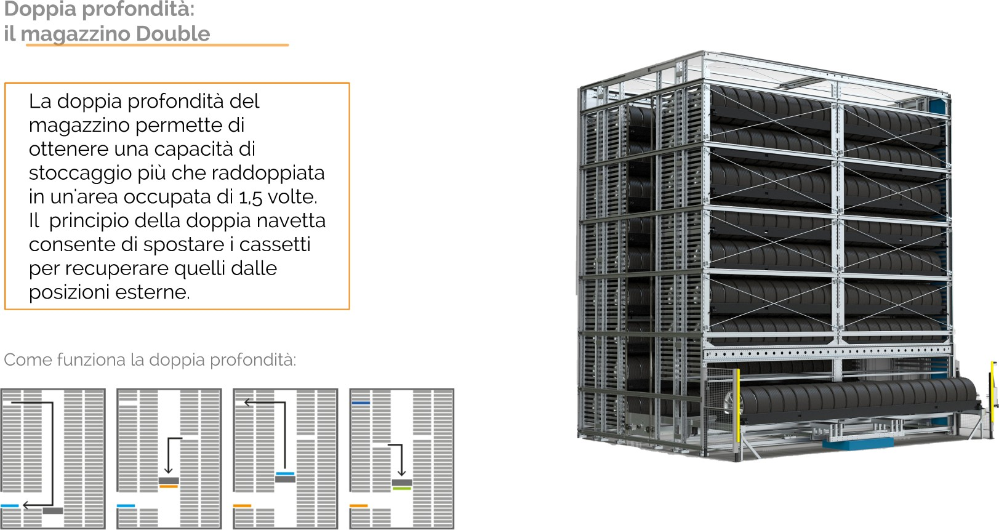 Doppia profondità:
il magazzino Double
La doppia profondità del
magazzino permette di
ottenere una capacità di
stoccaggio più che raddoppiata
in un'area occupata di 1,5 volte.
Il  principio della doppia navetta
consente di spostare i cassetti
per recuperare quelli dalle
posizioni esterne.
Come funziona la doppia profondità: